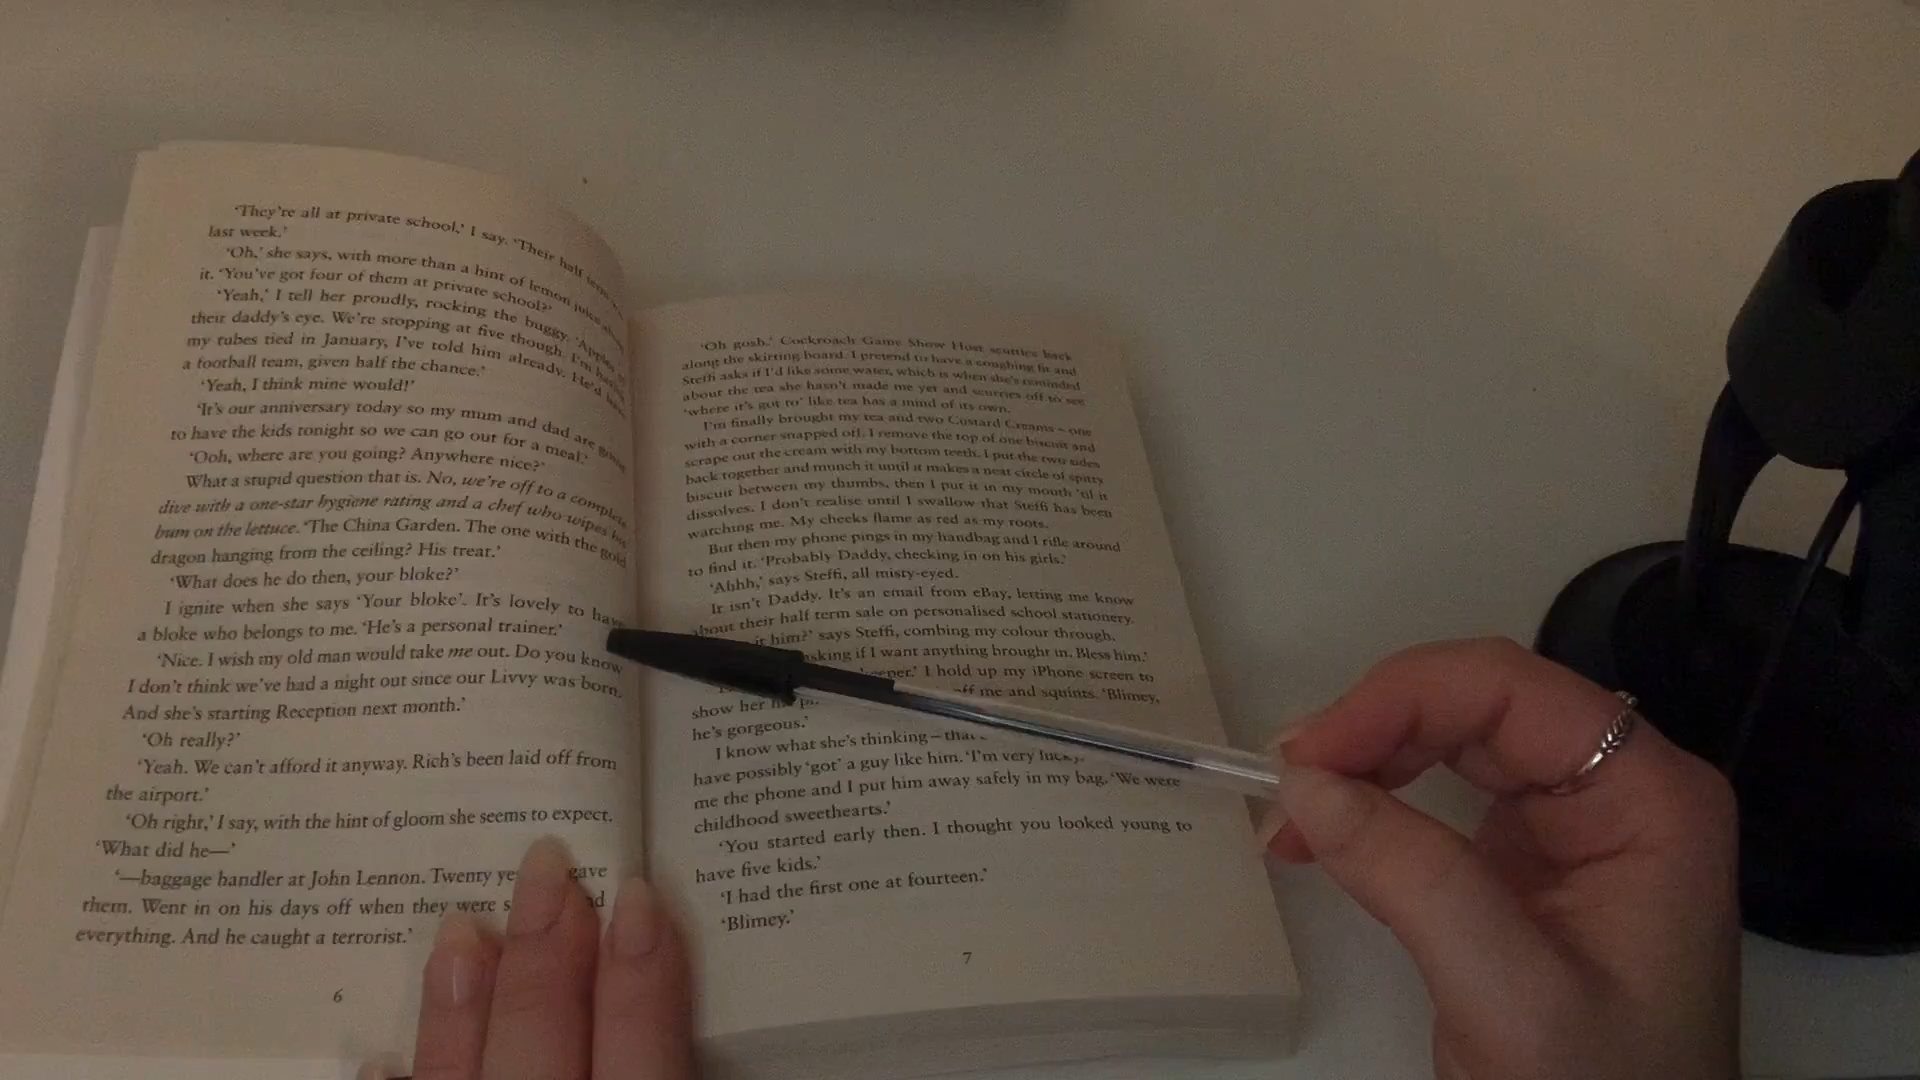 ‘They’re all at private school,’ I say. ‘Their half term was
last week.’
‘Oh,’ she says, with more than a hint of lemon juice about
it. ‘You’ve got four of them at private school?’
‘Yeah,’ I tell her proudly, rocking the buggy. ‘Apples of
their daddy’s eye. We’re stopping at five though. I’m having
my tubes tied in January, I’ve told him already. He’d have
a football team, given half the chance.’
‘Yeah, I think mine would!’
‘It’s our anniversary today so my mum and dad are going
to have the kids tonight so we can go out for a meal.’
‘Ooh, where are you going? Anywhere nice?’
What a stupid question that is. No, we’re off to a complete
dive with a one-star hygiene rating and a chef who wipes his
bum on the lettuce. ‘The China Garden. The one with the gold
dragon hanging from the ceiling? His treat.’
‘What does he do then, your bloke?’
I ignite when she says ‘Your bloke’. It’s lovely to have
a bloke who belongs to me. ‘He’s a personal trainer.’
‘Nice. I wish my old man would take me out. Do you know
I don’t think we’ve had a night out since our Livvy was born.
And she’s starting Reception next month.’
‘Oh really?’
‘Yeah. We can’t afford it anyway. Rich’s been laid off from
the airport.’
‘Oh right,’ I say, with the hint of gloom she seems to expect.
‘What did he—’
‘—baggage handler at John Lennon. Twenty gave
them. Went in on his days off when they were
everything. And he caught a terrorist.’
6
‘Oh gosh.’ Cockroach Game Show Host scuttles back
along the skirting board. I pretend to have a coughing fit and
Steffi asks if I’d like some water, which is when she’s reminded
about the tea she hasn’t made me yet and scurries off to see
‘where it’s got to’ like tea has a mind of its own.
I’m finally brought my tea and two Custard Creams – one
with a corner snapped off. I remove the top of one biscuit and
scrape out the cream with my bottom teeth. I put the two sides
back together and munch it until it makes a neat circle of spitty
biscuit between my thumbs, then I put it in my mouth ’til it
dissolves. I don’t realise until I swallow that Steffi has been
watching me. My cheeks flame as red as my roots.
But then my phone pings in my handbag and I rifle around
to find it. ‘Probably Daddy, checking in on his girls.’
‘Ahhh,’ says Steffi, all misty-eyed.
It isn’t Daddy. It’s an email from eBay, letting me know
about their half term sale on personalised school stationery.
it him?’ says Steffi, combing my colour through.
asking if I want anything brought in. Bless him.’
I hold up my iPhone screen to
show her off me and squints. ‘Blimey,
he’s gorgeous.’
I know what she’s thinking –
have possibly ‘got’ a guy like him. ‘I’m very
me the phone and I put him away safely in my bag. ‘We were
childhood sweethearts.’
‘You started early then. I thought you looked young to
have five kids.’
‘I had the first one at fourteen.’
‘Blimey.’
7